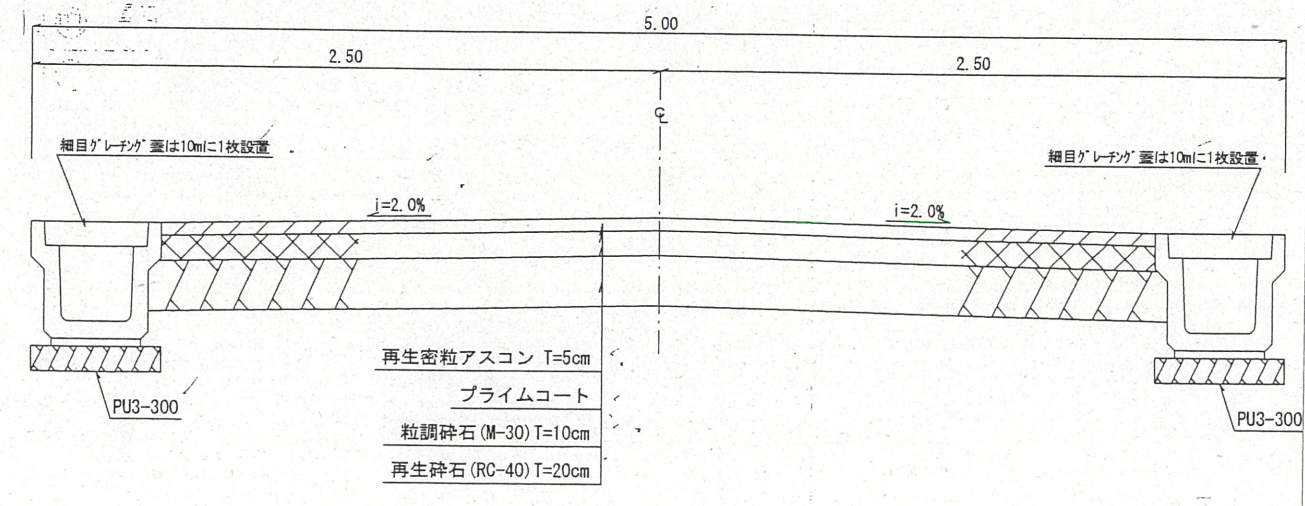 5.00
2.50
2.50
CL
細目グレーチング蓋は10mに1枚設置
細目グレーチング蓋は10mに1枚設置
i=2.0%
i=2.0%
再生密粒アスコン T=5cm
プライムコート
粒調砕石(M-30)T=10cm
再生砕石(RC-40)T=20cm
PU3-300
PU3-300